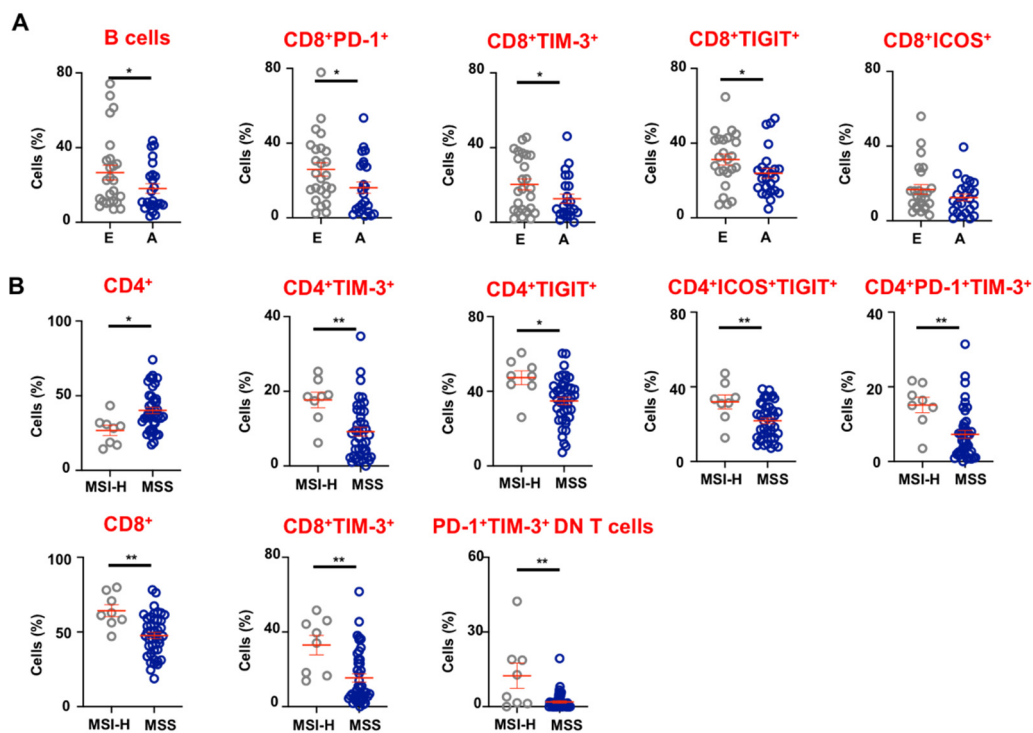 A
B cells
CD8+PD-1+
CD8+TIM-3+
CD8+TIGIT+
CD8+ICOS+
Cells (%)
80
40
0
*
E A
Cells (%)
80
40
0
*
E A
Cells (%)
80
40
0
*
E A
Cells (%)
80
40
0
*
E A
Cells (%)
80
40
0
E A
B
CD4+
CD4+TIM-3+
CD4+TIGIT+
CD4+ICOS+TIGIT+
CD4+PD-1+TIM-3+
Cells (%)
100
50
0
*
MSI-H MSS
Cells (%)
40
20
0
**
MSI-H MSS
Cells (%)
80
40
0
*
MSI-H MSS
Cells (%)
80
40
0
**
MSI-H MSS
Cells (%)
40
20
0
**
MSI-H MSS
CD8+
CD8+TIM-3+
PD-1+TIM-3+ DN T cells
Cells (%)
100
50
0
**
MSI-H MSS
Cells (%)
80
40
0
**
MSI-H MSS
Cells (%)
60
30
0
**
MSI-H MSS